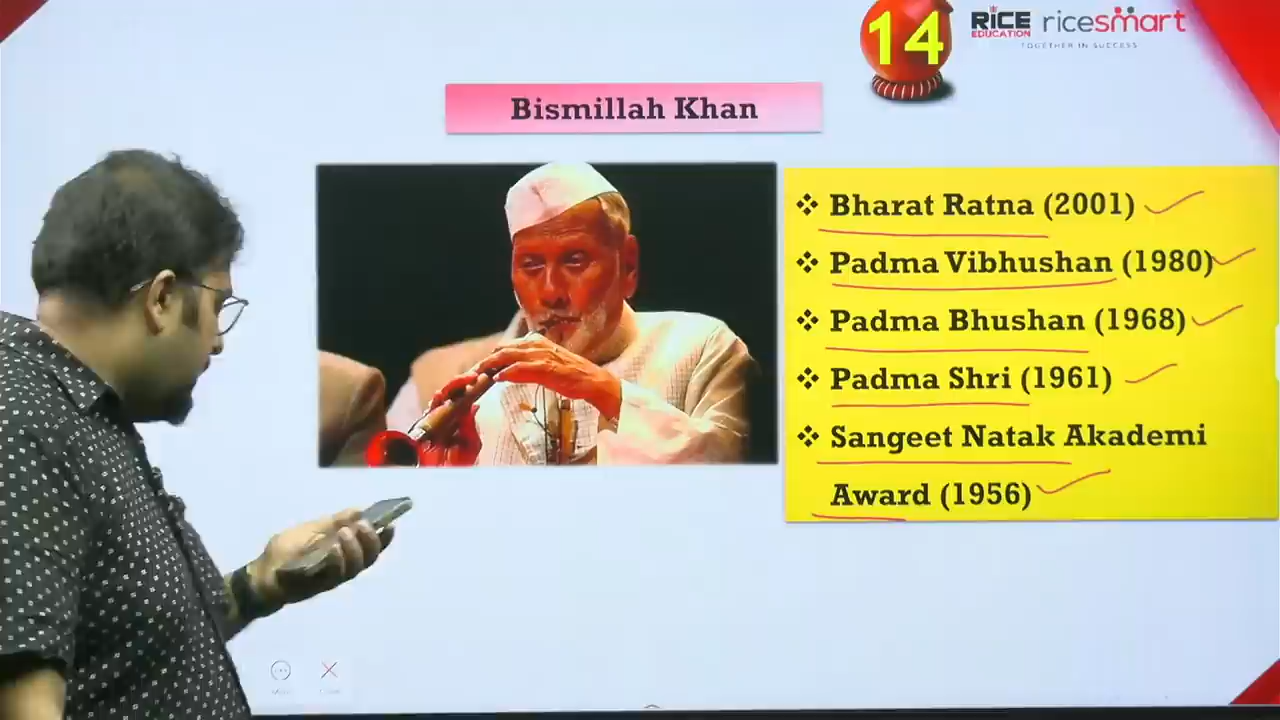 14
RICE
EDUCATION
ricesmart
TOGETHER IN SUCCESS
Bismillah Khan
❖ Bharat Ratna (2001)
❖ Padma Vibhushan (1980)
❖ Padma Bhushan (1968)
❖ Padma Shri (1961)
❖ Sangeet Natak Akademi
Award (1956)